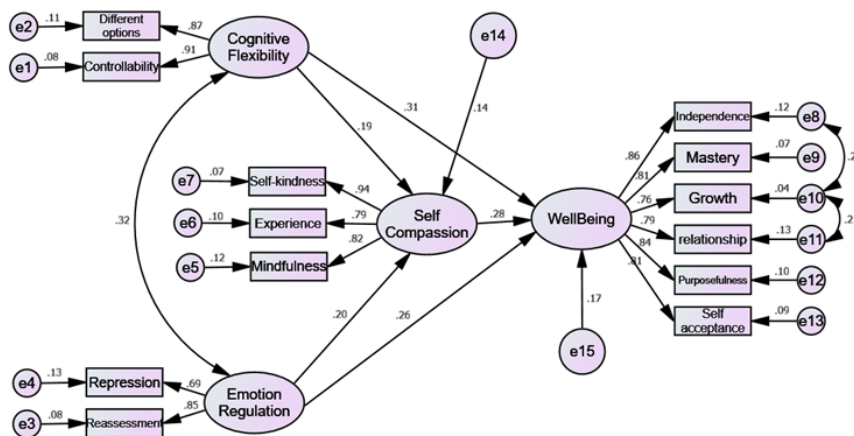 e2
.11
Different
options
.87
e1
.08
Controllability
.91
Cognitive
Flexibility
e14
.14
.31
.19
.32
e7
.07
Self-kindness
.94
e6
.10
Experience
.79
e5
.12
Mindfulness
.82
Self
Compassion
.28
WellBeing
.20
.26
.17
e15
e4
.13
Repression
.69
e3
.08
Reassessment
.85
Emotion
Regulation
.86
Independence
.12
e8
.81
Mastery
.07
e9
.76
Growth
.04
e10
.79
relationship
.13
e11
.84
Purposefulness
.10
e12
.81
Self
acceptance
.09
e13